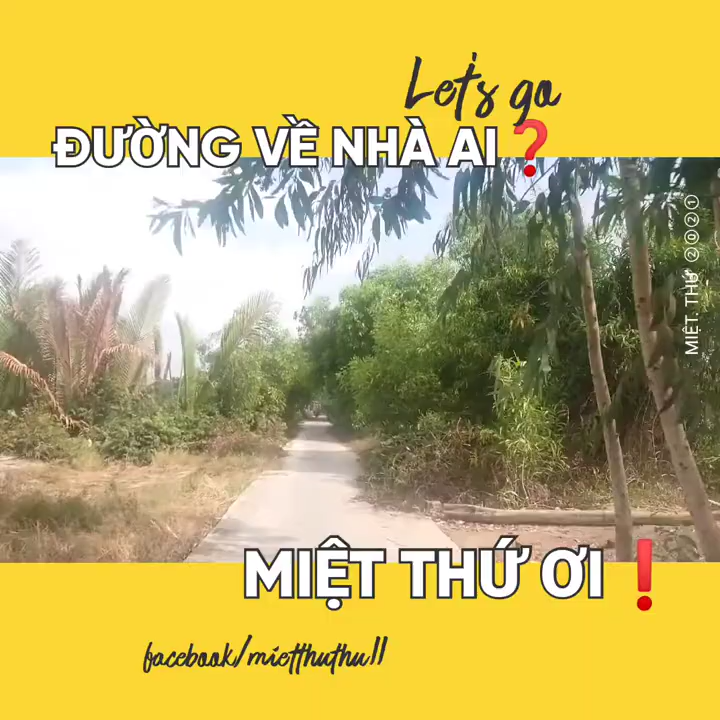 Let's go
ĐƯỜNG VỀ NHÀ AI❓
MIỆT THỨ ②⓪②①
MIỆT THỨ ƠI❗
facebook/mietthuthu11